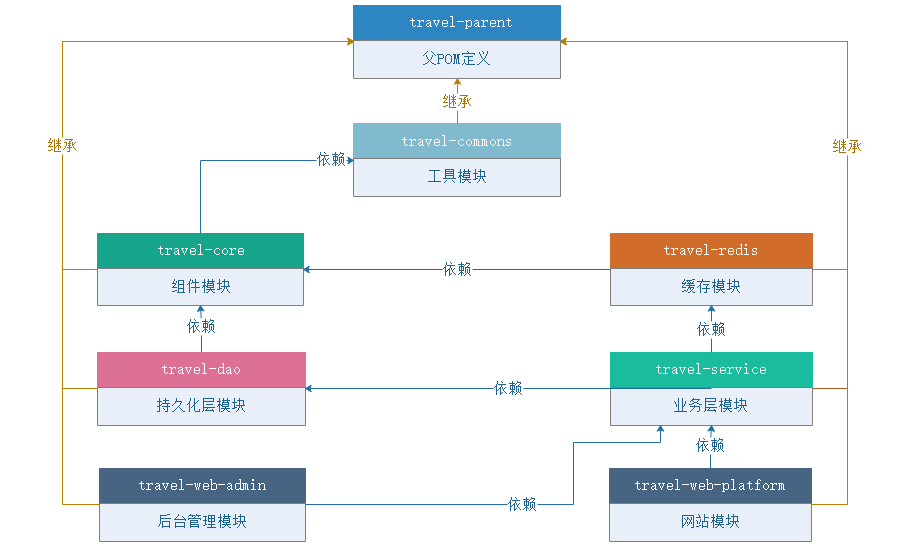 travel-parent
父POM定义
继承
travel-commons
继承
继承
工具模块
依赖
travel-core
travel-redis
组件模块
依赖
缓存模块
依赖
依赖
travel-dao
travel-service
持久化层模块
依赖
业务层模块
依赖
travel-web-admin
travel-web-platform
后台管理模块
依赖
网站模块